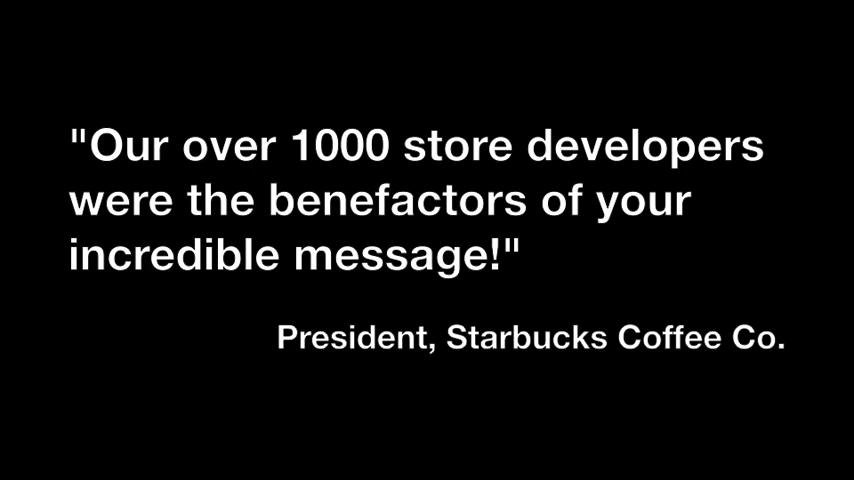 "Our over 1000 store developers
were the benefactors of your
incredible message!"
President, Starbucks Coffee Co.